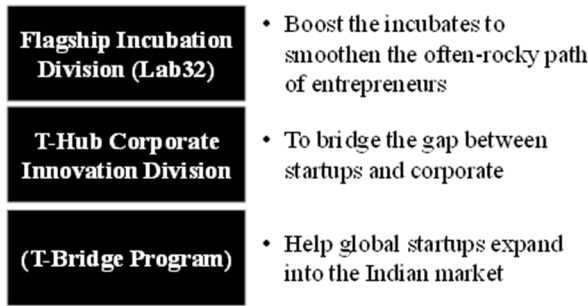 Flagship Incubation
Division (Lab32)
• Boost the incubates to
smoothen the often-rocky path
of entrepreneurs
T-Hub Corporate
Innovation Division
• To bridge the gap between
startups and corporate
(T-Bridge Program)
• Help global startups expand
into the Indian market